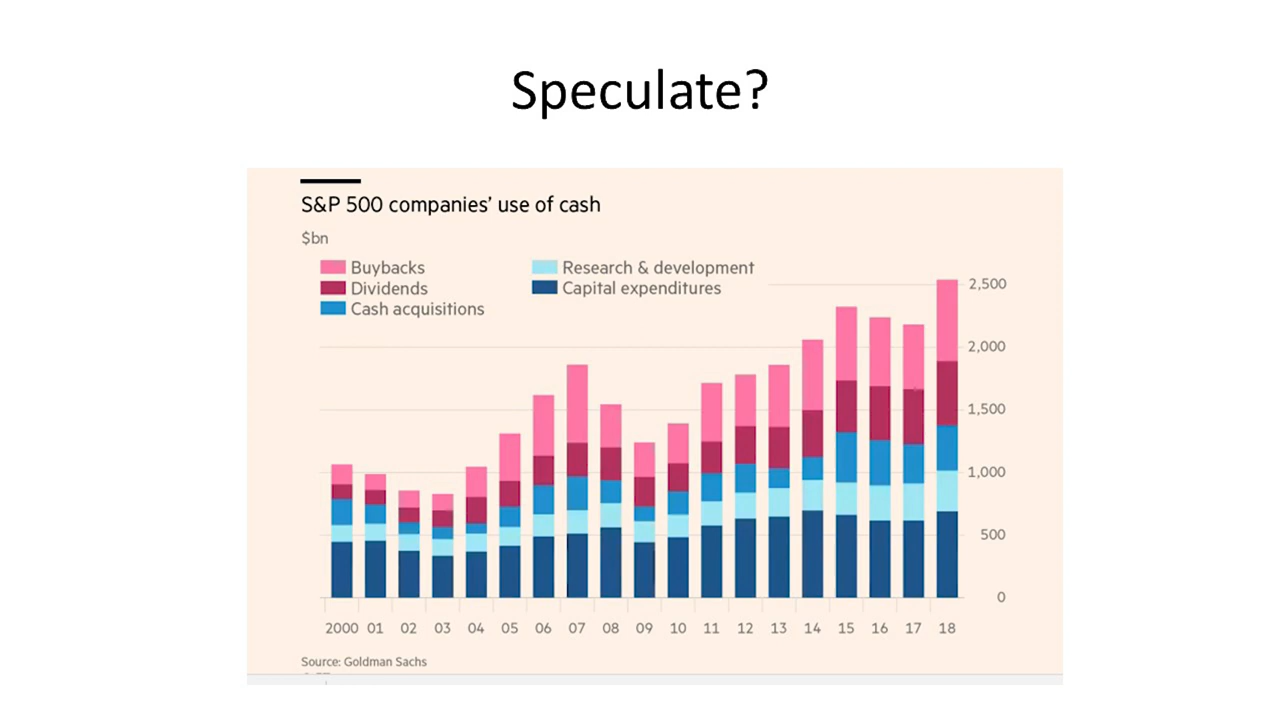 Speculate?
S&P 500 companies' use of cash
$bn
Buybacks
Research & development
Dividends
Capital expenditures
Cash acquisitions
2,500
2,000
1,500
1,000
500
0
2000 01 02 03 04 05 06 07 08 09 10 11 12 13 14 15 16 17 18
Source: Goldman Sachs